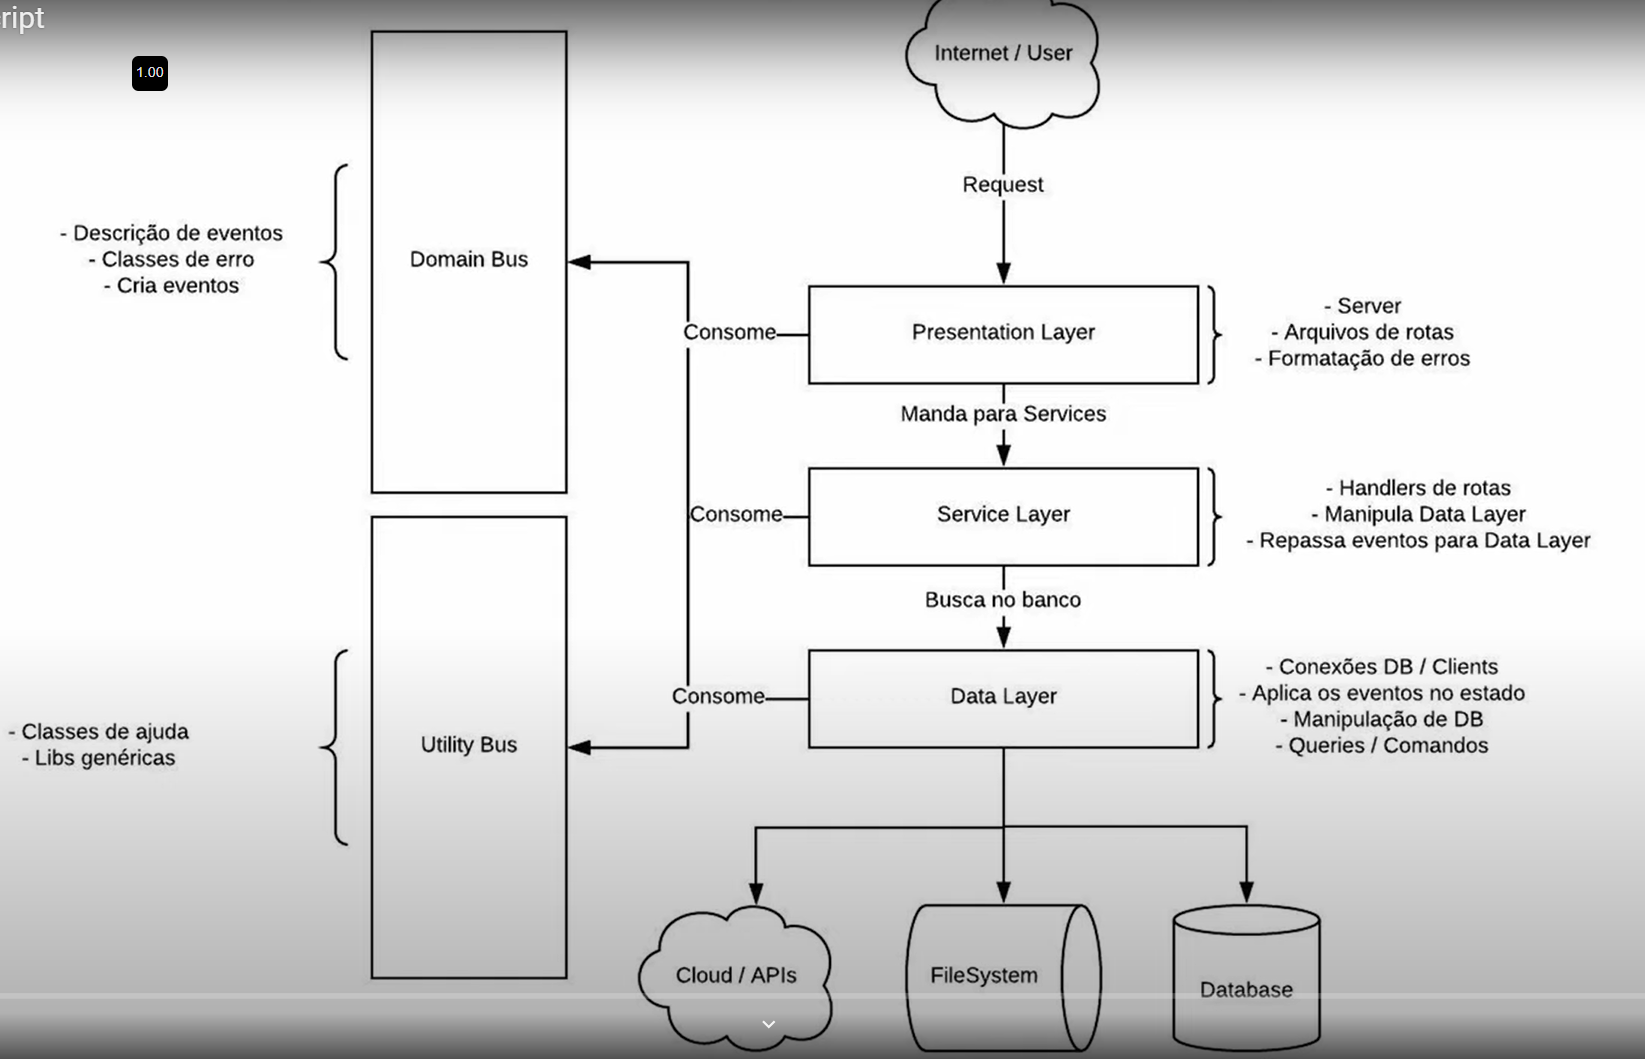 ript
1.00
Internet / User
Request
- Descrição de eventos
- Classes de erro
- Cria eventos
Domain Bus
Consome
Presentation Layer
- Server
- Arquivos de rotas
- Formatação de erros
Manda para Services
Consome
Service Layer
- Handlers de rotas
- Manipula Data Layer
- Repassa eventos para Data Layer
Busca no banco
Consome
Data Layer
- Conexões DB / Clients
- Aplica os eventos no estado
- Manipulação de DB
- Queries / Comandos
- Classes de ajuda
- Libs genéricas
Utility Bus
Cloud / APIs
FileSystem
Database